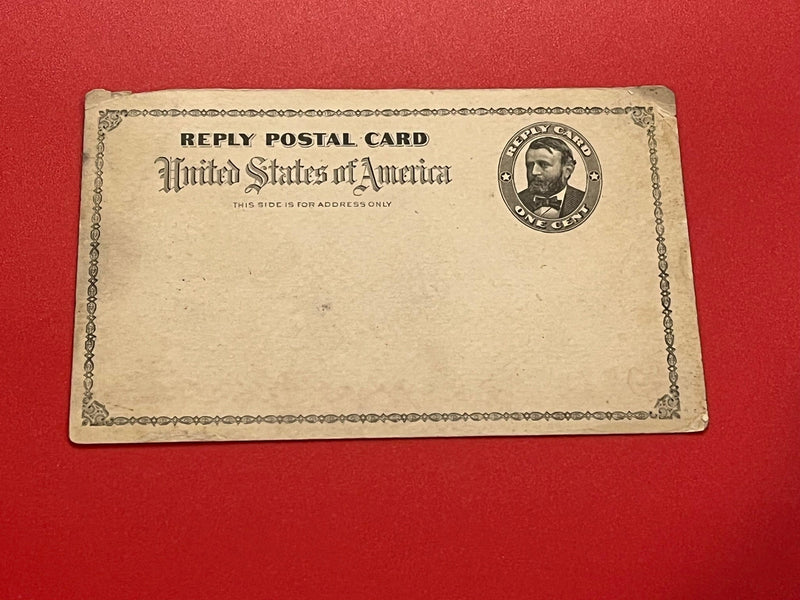 REPLY POSTAL CARD
United States of America
THIS SIDE IS FOR ADDRESS ONLY
REPLY CARD
ONE CENT